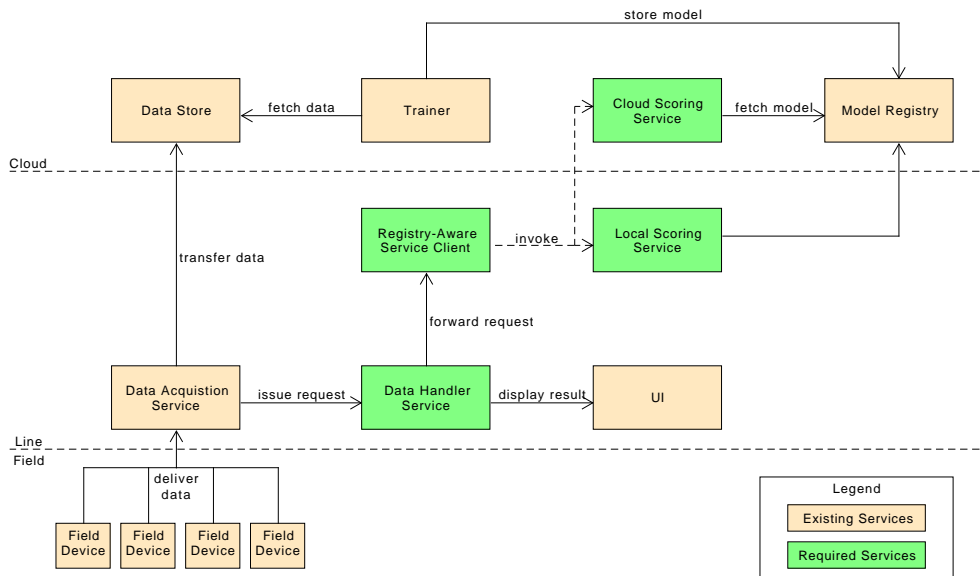 store model
Data Store
fetch data
Trainer
Cloud Scoring
Service
fetch model
Model Registry
Cloud
Registry-Aware
Service Client
invoke
Local Scoring
Service
transfer data
forward request
Data Acquistion
Service
issue request
Data Handler
Service
display result
UI
Line
Field
deliver
data
Field
Device
Field
Device
Field
Device
Field
Device
Legend
Existing Services
Required Services